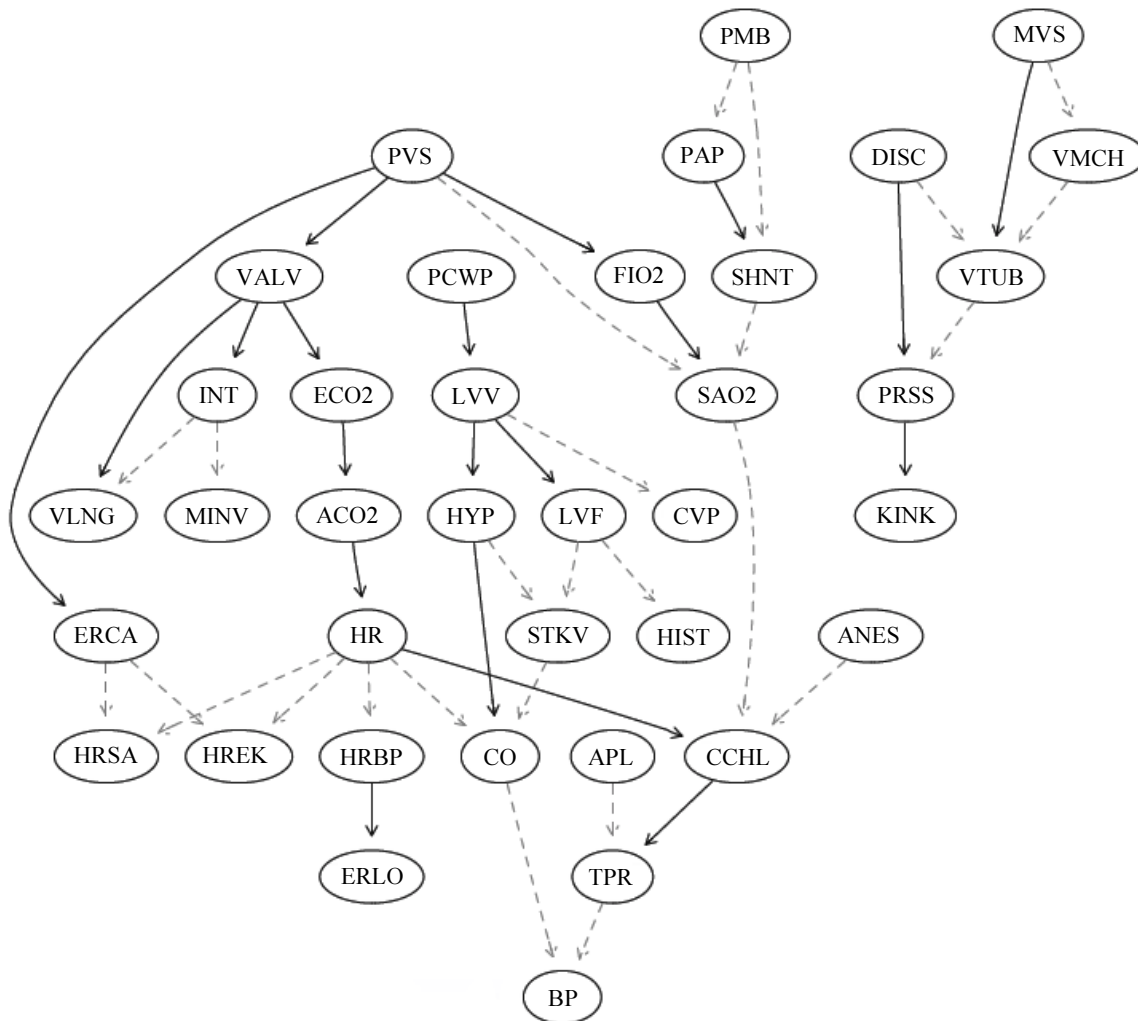 PMB
MVS
PVS
PAP
DISC
VMCH
VALV
PCWP
FIO2
SHNT
VTUB
INT
ECO2
LVV
SAO2
PRSS
VLNG
MINV
ACO2
HYP
LVF
CVP
KINK
ERCA
HR
STKV
HIST
ANES
HRSA
HREK
HRBP
CO
APL
CCHL
ERLO
TPR
BP